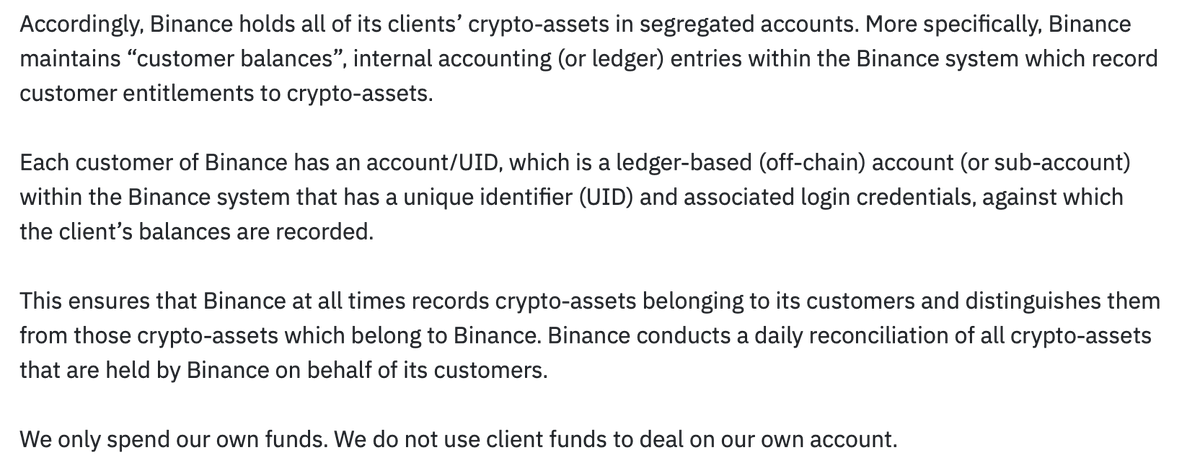 Accordingly, Binance holds all of its clients’ crypto-assets in segregated accounts. More specifically, Binance
maintains “customer balances”, internal accounting (or ledger) entries within the Binance system which record
customer entitlements to crypto-assets.
Each customer of Binance has an account/UID, which is a ledger-based (off-chain) account (or sub-account)
within the Binance system that has a unique identifier (UID) and associated login credentials, against which
the client’s balances are recorded.
This ensures that Binance at all times records crypto-assets belonging to its customers and distinguishes them
from those crypto-assets which belong to Binance. Binance conducts a daily reconciliation of all crypto-assets
that are held by Binance on behalf of its customers.
We only spend our own funds. We do not use client funds to deal on our own account.